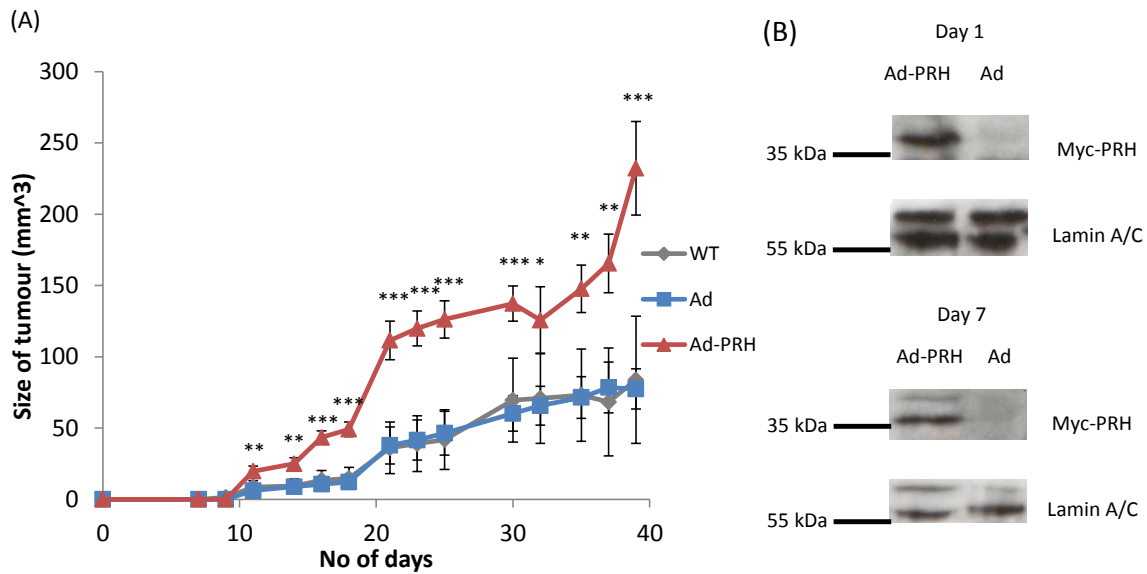 (A)
Size of tumour (mm^3)
300
250
200
150
100
50
0
0
10
20
30
40
No of days
**
**
***
***
***
***
***
***
*
**
**
***
WT
Ad
Ad-PRH
(B)
Day 1
Ad-PRH Ad
35 kDa
Myc-PRH
55 kDa
Lamin A/C
Day 7
Ad-PRH Ad
35 kDa
Myc-PRH
55 kDa
Lamin A/C